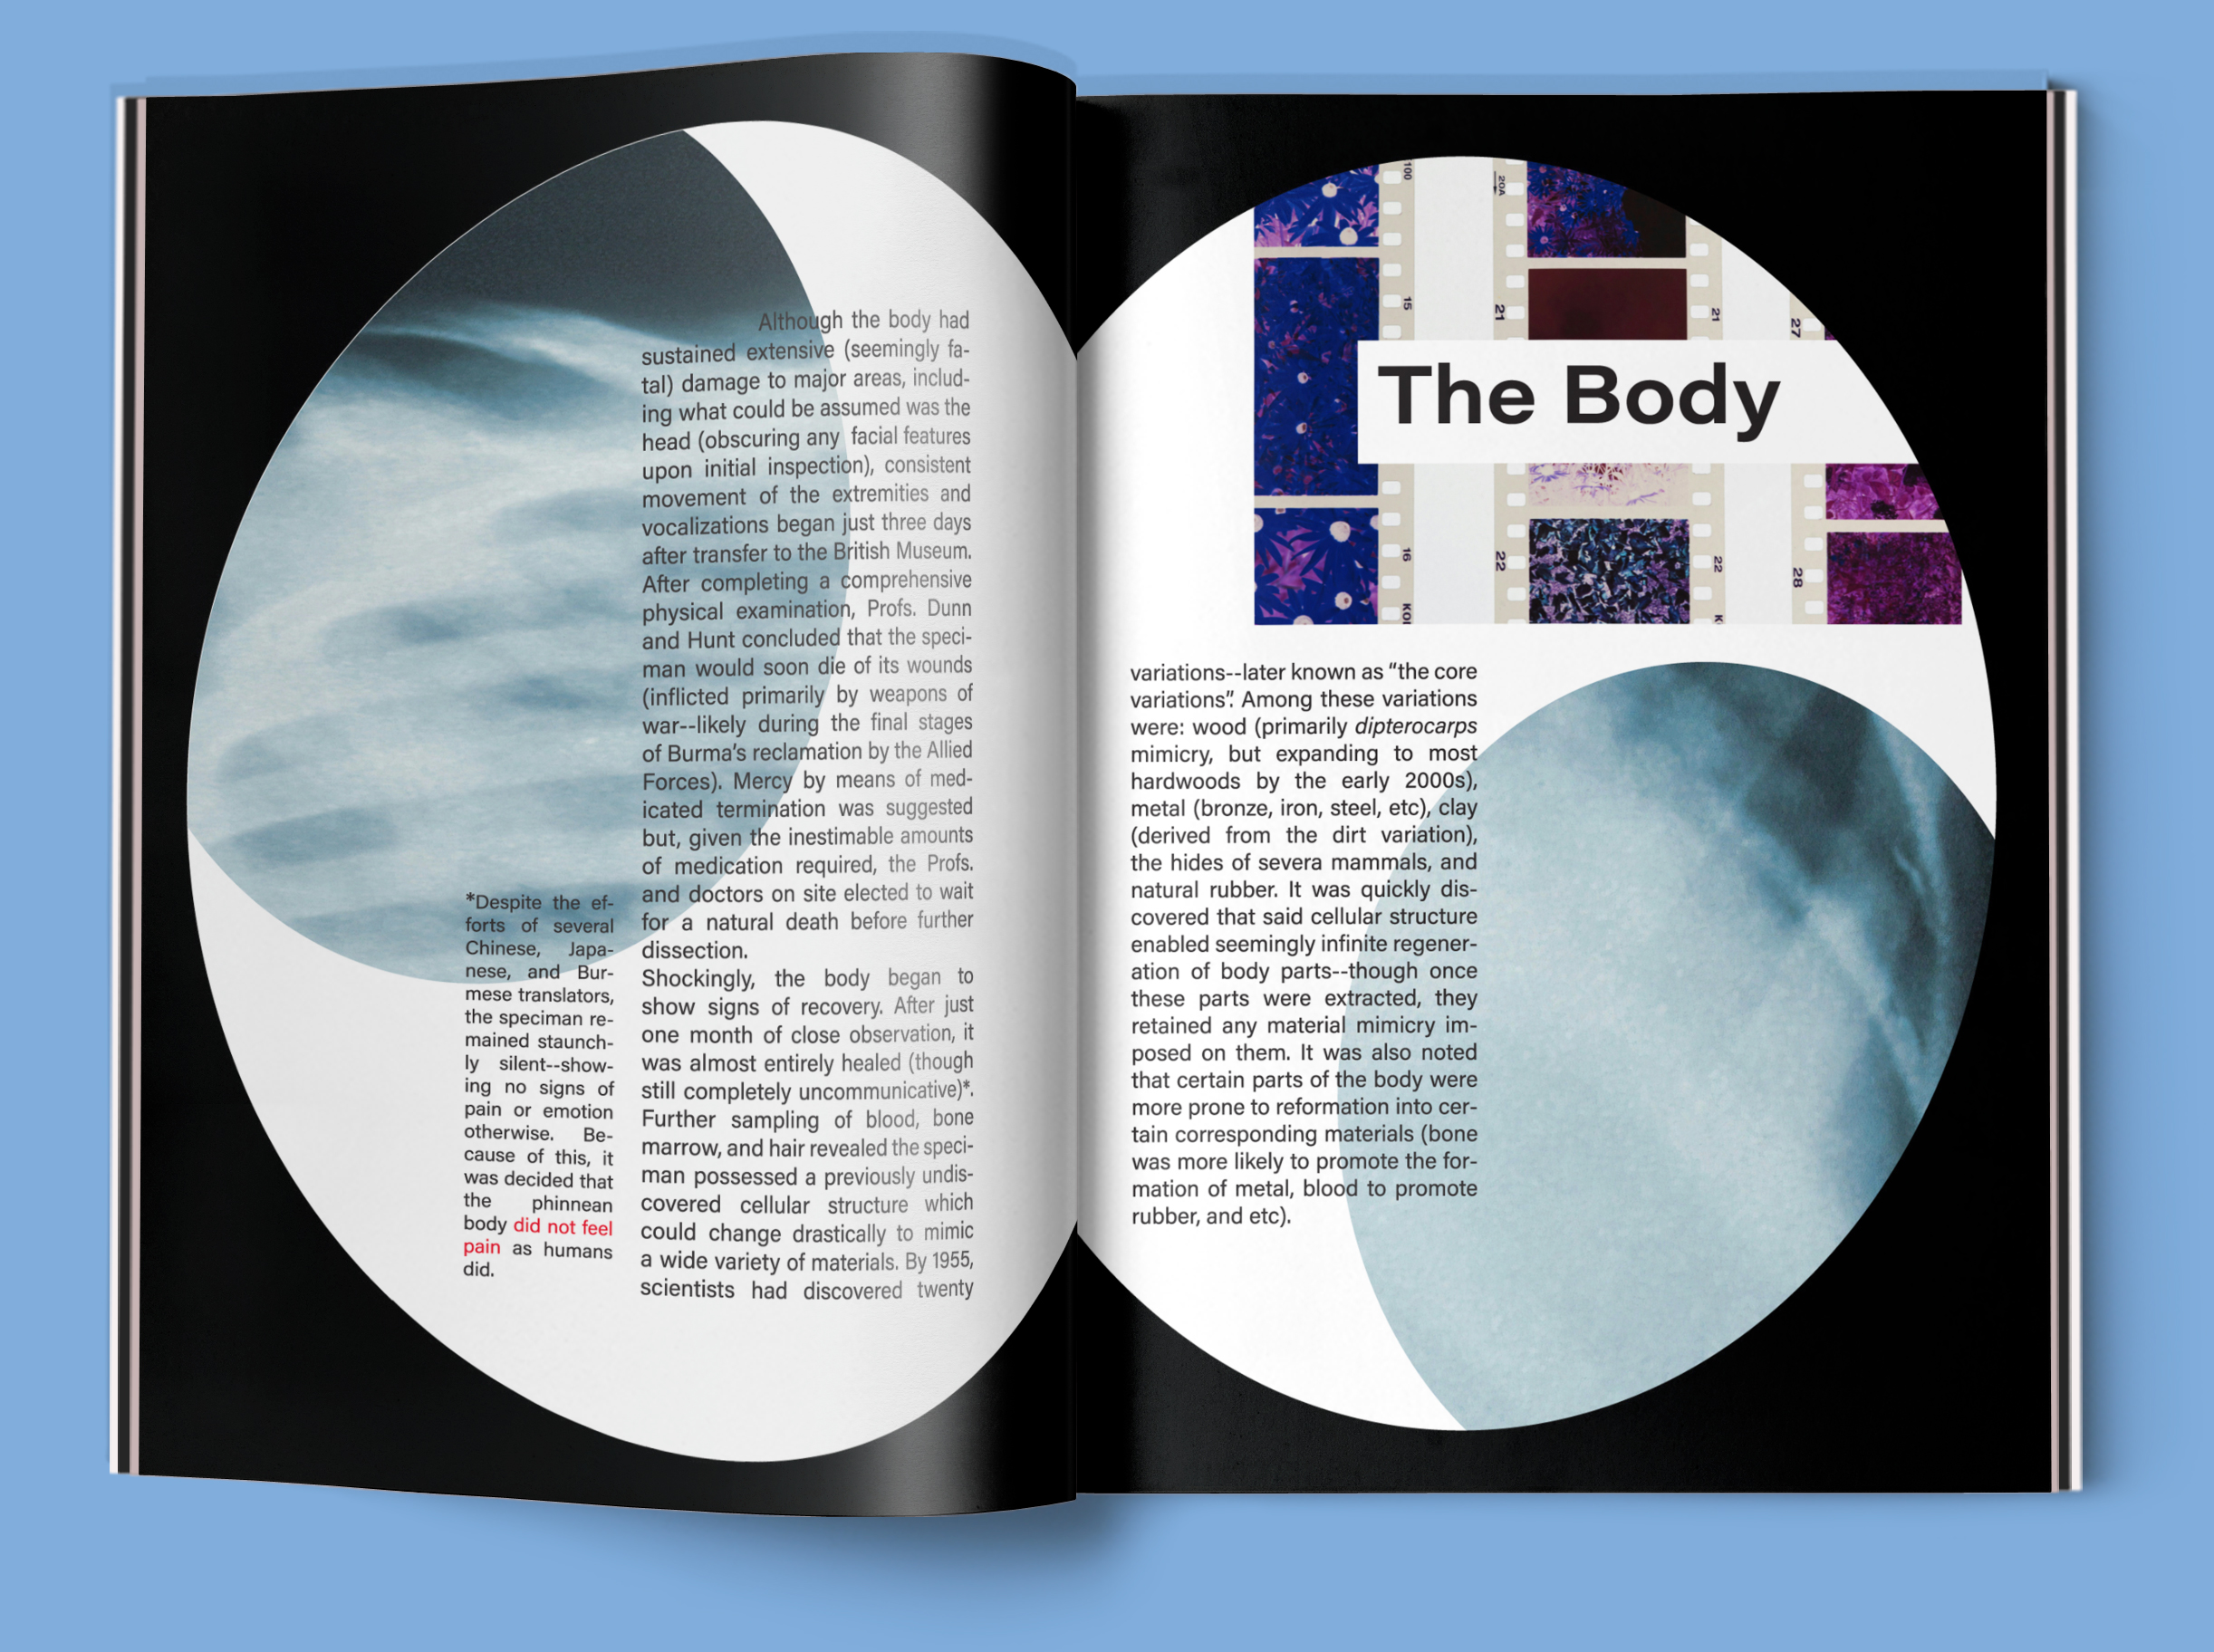 Although the body had
sustained extensive (seemingly fa-
tal) damage to major areas, includ-
ing what could be assumed was the
head (obscuring any facial features
upon initial inspection), consistent
movement of the extremities and
vocalizations began just three days
after transfer to the British Museum.
After completing a comprehensive
physical examination, Profs. Dunn
and Hunt concluded that the speci-
man would soon die of its wounds
(inflicted primarily by weapons of
war--likely during the final stages
of Burma's reclamation by the Allied
Forces). Mercy by means of med-
icated termination was suggested
but, given the inestimable amounts
of medication required, the Profs.
and doctors on site elected to wait
for a natural death before further
dissection.
Shockingly, the body began to
show signs of recovery. After just
one month of close observation, it
was almost entirely healed (though
still completely uncommunicative)*.
Further sampling of blood, bone
marrow, and hair revealed the speci-
man possessed a previously undis-
covered cellular structure which
could change drastically to mimic
a wide variety of materials. By 1955,
scientists had discovered twenty
*Despite the ef-
forts of several
Chinese, Japa-
nese, and Bur-
mese translators,
the speciman re-
mained staunch-
ly silent--show-
ing no signs of
pain or emotion
otherwise. Be-
cause of this, it
was decided that
the phinnean
body did not feel
pain as humans
did.
100
15
16
KO
20A
21
22
21
22
K
27
28
The Body
variations--later known as “the core
variations”. Among these variations
were: wood (primarily dipterocarps
mimicry, but expanding to most
hardwoods by the early 2000s),
metal (bronze, iron, steel, etc), clay
(derived from the dirt variation),
the hides of severa mammals, and
natural rubber. It was quickly dis-
covered that said cellular structure
enabled seemingly infinite regener-
ation of body parts--though once
these parts were extracted, they
retained any material mimicry im-
posed on them. It was also noted
that certain parts of the body were
more prone to reformation into cer-
tain corresponding materials (bone
was more likely to promote the for-
mation of metal, blood to promote
rubber, and etc).